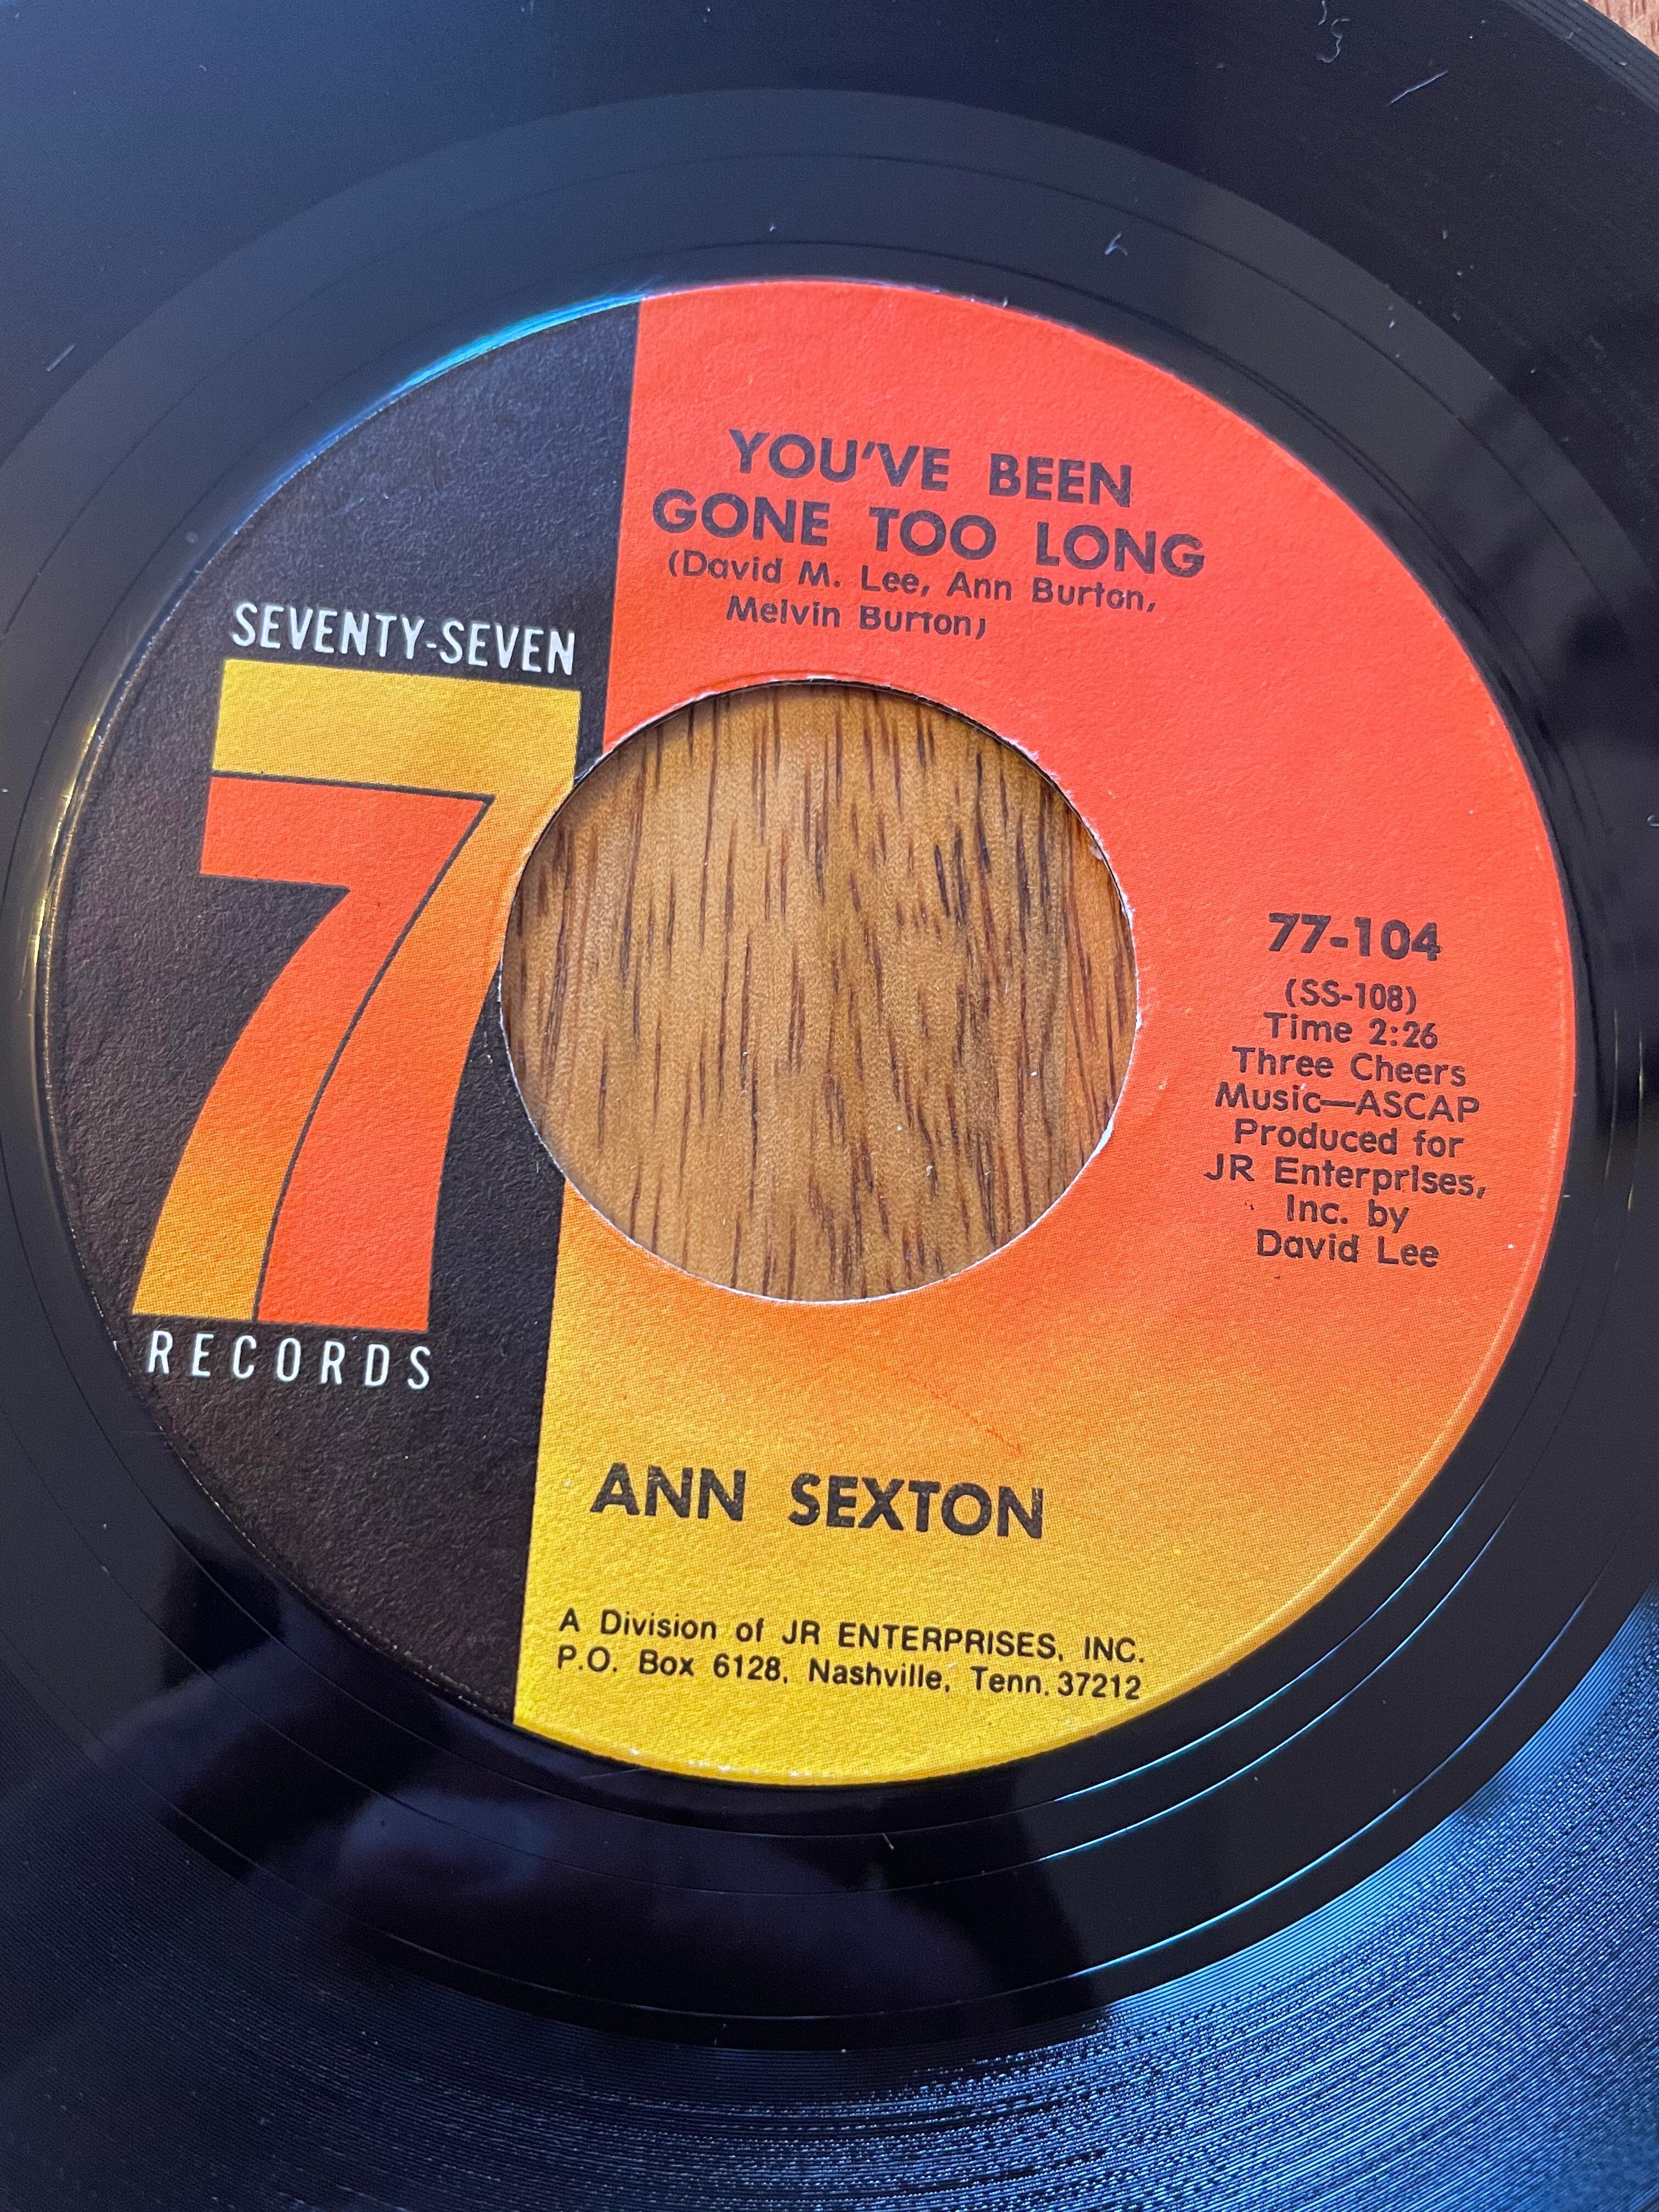 YOU'VE BEEN
GONE TOO LONG
(David M. Lee, Ann Burton,
Melvin Burton)
SEVENTY-SEVEN
77
RECORDS
77-104
(SS-108)
Time 2:26
Three Cheers
Music—ASCAP
Produced for
JR Enterprises,
Inc. by
David Lee
ANN SEXTON
A Division of JR ENTERPRISES, INC.
P.O. Box 6128, Nashville, Tenn. 37212